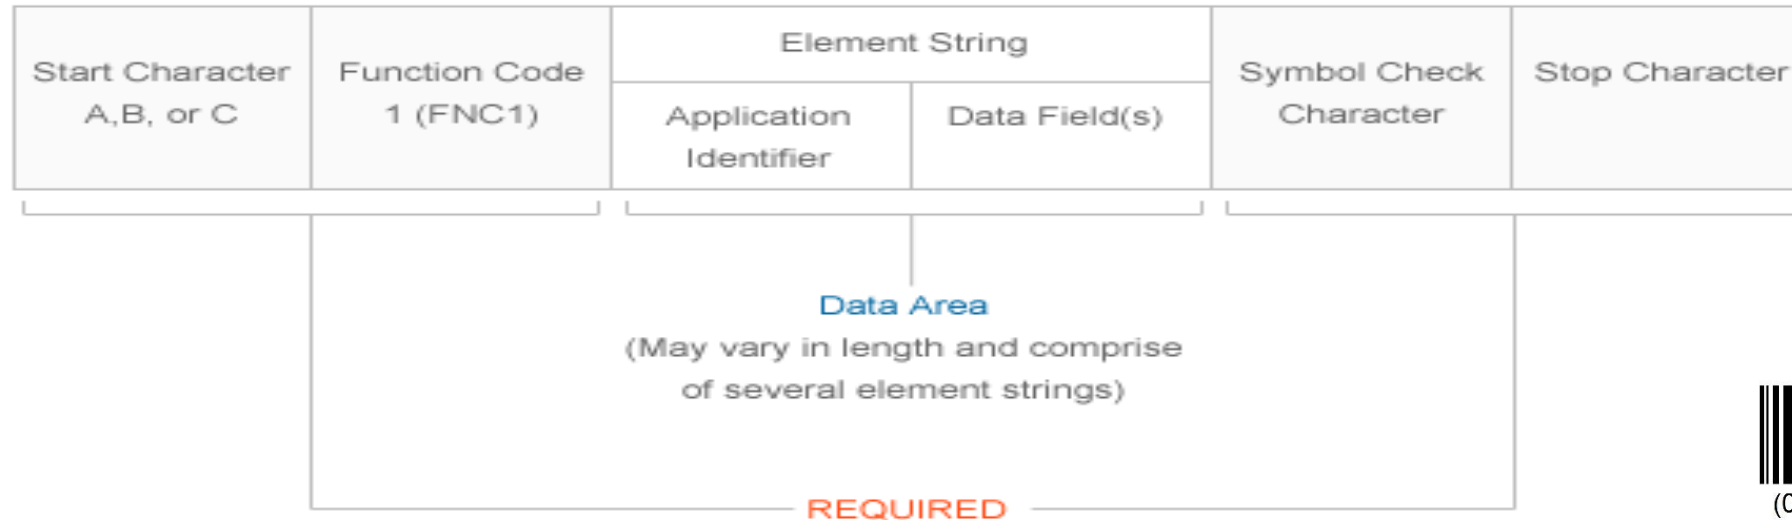 Element String
Start Character
A,B, or C
Function Code
1 (FNC1)
Application
Identifier
Data Field(s)
Symbol Check
Character
Stop Character
Data Area
(May vary in length and comprise
of several element strings)
REQUIRED